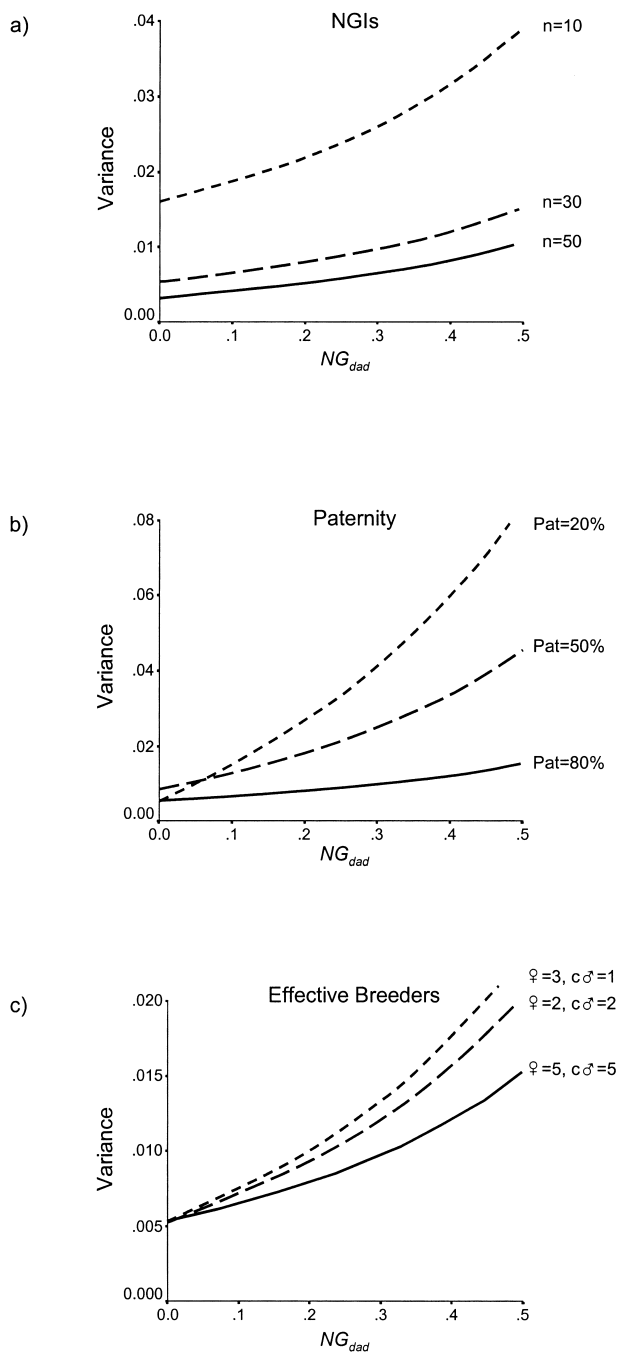 a)
NGIs
.04
.03
.02
.01
0.00
Variance
n=10
n=30
n=50
0.0 .1 .2 .3 .4 .5
NGdad
b)
Paternity
.08
.06
.04
.02
0.00
Variance
Pat=20%
Pat=50%
Pat=80%
0.0 .1 .2 .3 .4 .5
NGdad
c)
Effective Breeders
.020
.015
.010
.005
0.000
Variance
♀=3, c♂=1
♀=2, c♂=2
♀=5, c♂=5
0.0 .1 .2 .3 .4 .5
NGdad